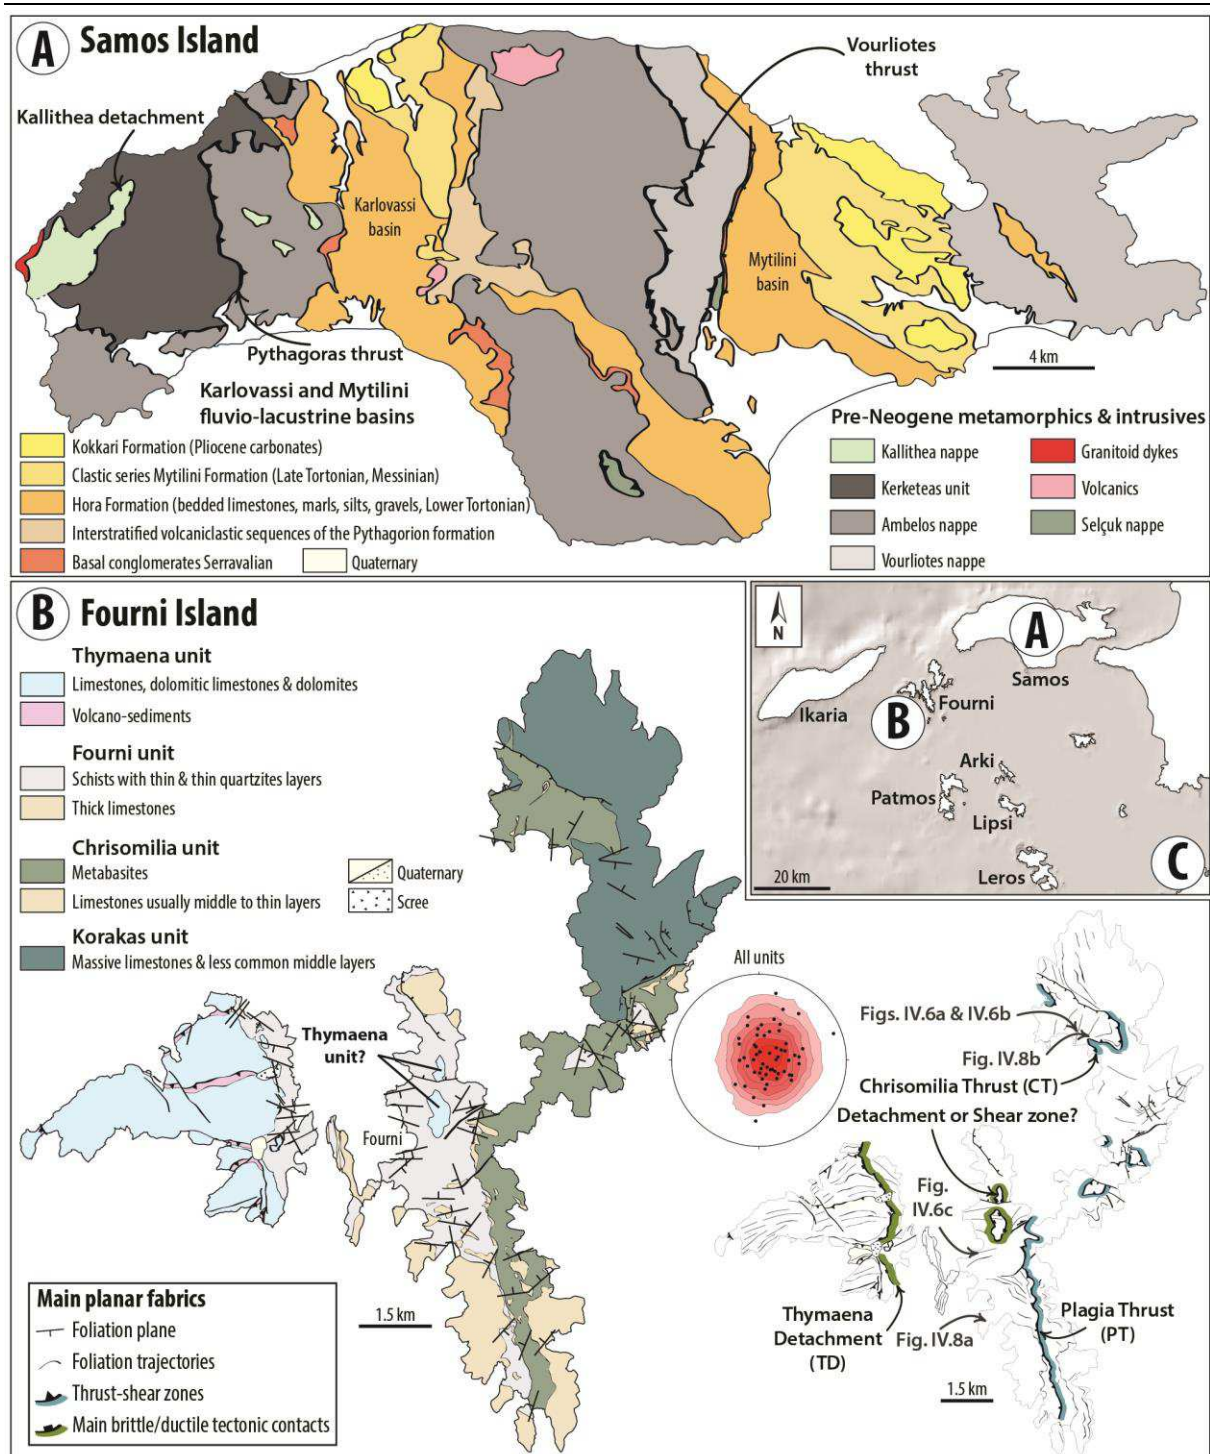 A Samos Island
Vourliotes
thrust
Kallithea detachment
Karlovassi
basin
Mytilini
basin
Pythagoras thrust
4 km
Karlovassi and Mytilini
fluvio-lacustrine basins
Kokkari Formation (Pliocene carbonates)
Clastic series Mytilini Formation (Late Tortonian, Messinian)
Hora Formation (bedded limestones, marls, silts, gravels, Lower Tortonian)
Interstratified volcaniclastic sequences of the Pythagorion formation
Basal conglomerates Serravalian
Quaternary
Pre-Neogene metamorphics & intrusives
Kallithea nappe
Granitoid dykes
Kerketeas unit
Volcanics
Ambelos nappe
Selçuk nappe
Vourliotes nappe
B Fourni Island
Thymaena unit
Limestones, dolomitic limestones & dolomites
Volcano-sediments
Fourni unit
Schists with thin & thin quartzites layers
Thick limestones
Chrisomilia unit
Metabasites
Quaternary
Limestones usually middle to thin layers
Scree
Korakas unit
Massive limestones & less common middle layers
N
A
Samos
Ikaria
B
Fourni
Arki
Patmos
Lipsi
Leros
20 km
C
All units
Thymaena
unit?
Fourni
1.5 km
Figs. IV.6a & IV.6b
Fig. IV.8b
Chrisomilia Thrust (CT)
Detachment or Shear zone?
Fig.
IV.6c
Thymaena
Detachment
(TD)
Fig. IV.8a
Plagia Thrust
(PT)
1.5 km
Main planar fabrics
Foliation plane
Foliation trajectories
Thrust-shear zones
Main brittle/ductile tectonic contacts